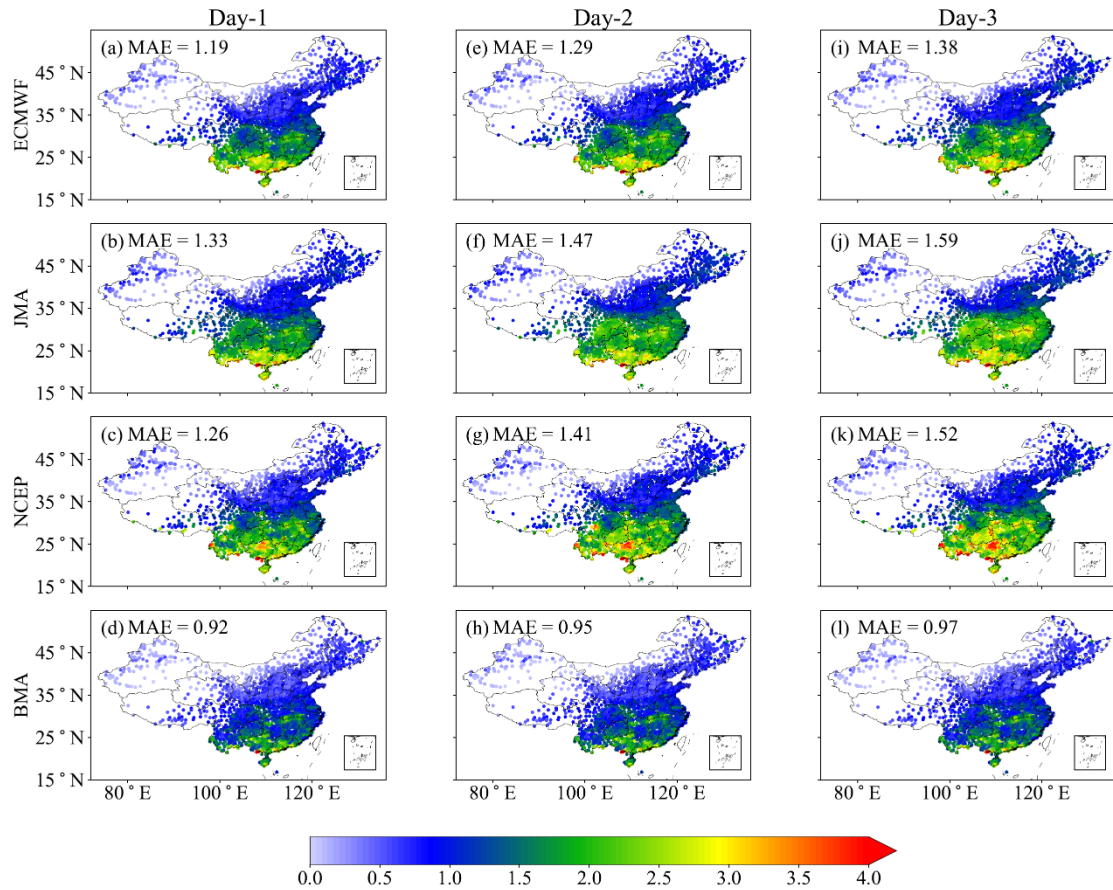 Day-1 Day-2 Day-3
ECMWF
(a) MAE = 1.19
(e) MAE = 1.29
(i) MAE = 1.38
45°N
35°N
25°N
15°N
JMA
(b) MAE = 1.33
(f) MAE = 1.47
(j) MAE = 1.59
45°N
35°N
25°N
15°N
NCEP
(c) MAE = 1.26
(g) MAE = 1.41
(k) MAE = 1.52
45°N
35°N
25°N
15°N
BMA
(d) MAE = 0.92
(h) MAE = 0.95
(l) MAE = 0.97
45°N
35°N
25°N
15°N
80°E 100°E 120°E 80°E 100°E 120°E 80°E 100°E 120°E
0.0 0.5 1.0 1.5 2.0 2.5 3.0 3.5 4.0